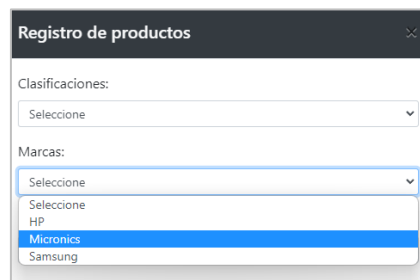 Registro de productos
Clasificaciones:
Seleccione
Marcas:
Seleccione
Seleccione
HP
Micronics
Samsung